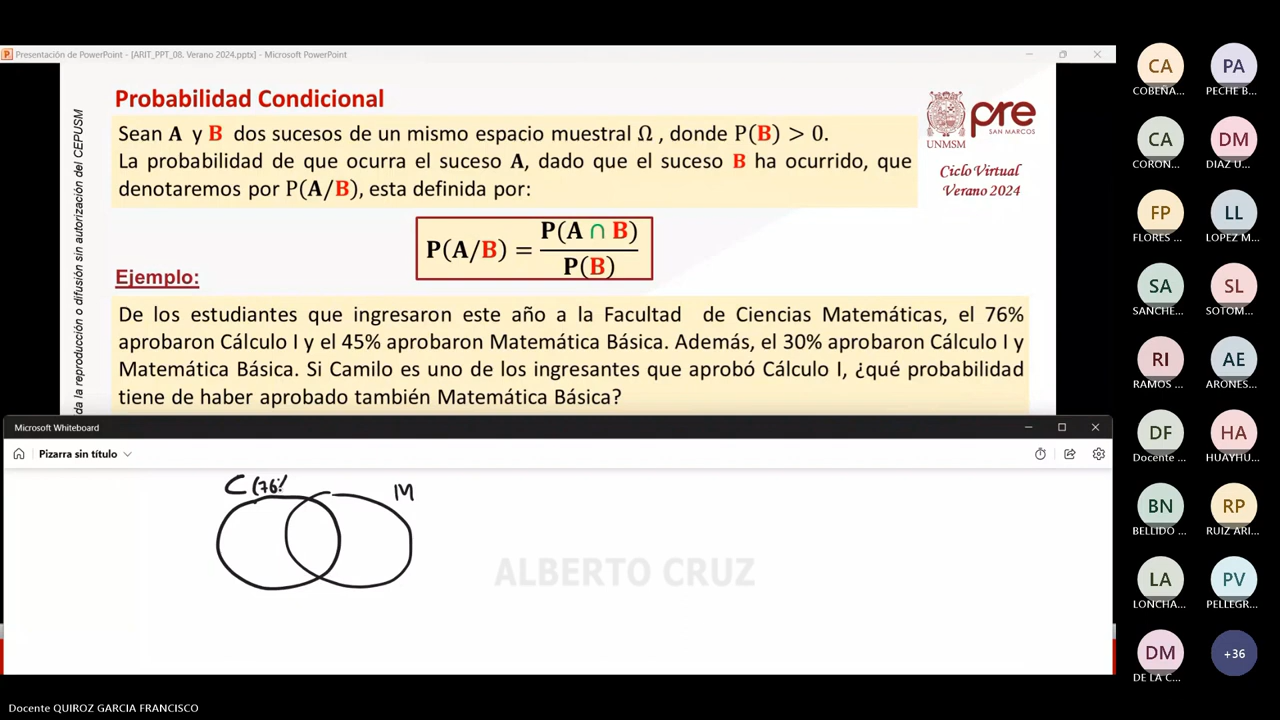 Presentación de PowerPoint - [ARIT_PPT_08. Verano 2024.pptx] - Microsoft PowerPoint
Probabilidad Condicional
Sean A y B dos sucesos de un mismo espacio muestral Ω , donde P(B) > 0.
La probabilidad de que ocurra el suceso A, dado que el suceso B ha ocurrido, que
denotaremos por P(A/B), esta definida por:
P(A/B) = P(A ∩ B) / P(B)
UNMSM
pre
SAN MARCOS
Ciclo Virtual
Verano 2024
Ejemplo:
De los estudiantes que ingresaron este año a la Facultad de Ciencias Matemáticas, el 76%
aprobaron Cálculo I y el 45% aprobaron Matemática Básica. Además, el 30% aprobaron Cálculo I y
Matemática Básica. Si Camilo es uno de los ingresantes que aprobó Cálculo I, ¿qué probabilidad
tiene de haber aprobado también Matemática Básica?
da la reproducción o difusión sin autorización del CEPUSM
Microsoft Whiteboard
Pizarra sin título
C (76%
M
ALBERTO CRUZ
CA
COBEÑA...
PA
PECHE B...
CA
CORON...
DM
DIAZ U...
FP
FLORES ...
LL
LOPEZ M...
SA
SANCHE...
SL
SOTOM...
RI
RAMOS ...
AE
ARONES...
DF
Docente ...
HA
HUAYHU...
BN
BELLIDO ...
RP
RUIZ ARI...
LA
LONCHA...
PV
PELLEGR...
DM
DE LA C...
+36
Docente QUIROZ GARCIA FRANCISCO